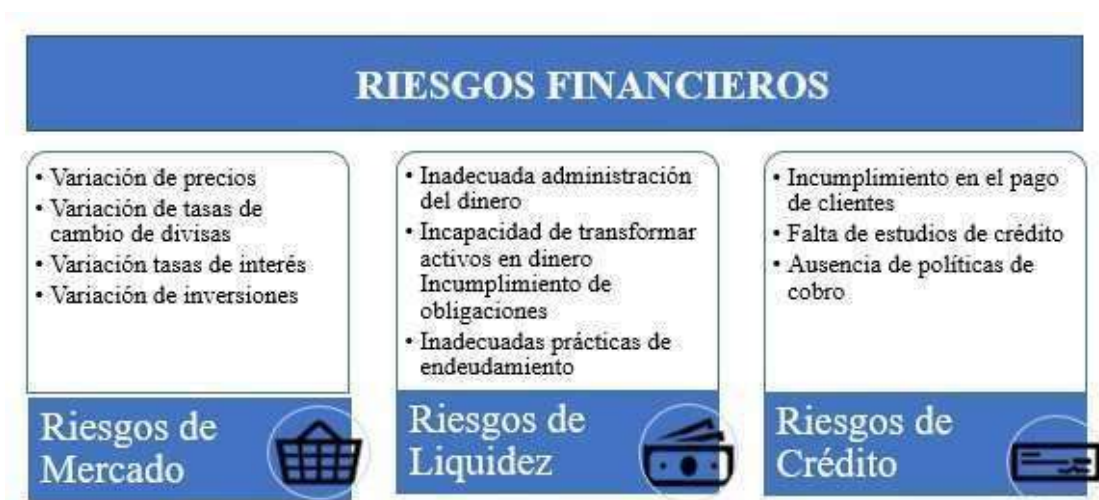 RIESGOS FINANCIEROS
• Variación de precios
• Variación de tasas de
cambio de divisas
• Variación tasas de interés
• Variación de inversiones
Riesgos de
Mercado
• Inadecuada administración
del dinero
• Incapacidad de transformar
activos en dinero
Incumplimiento de
obligaciones
• Inadecuadas prácticas de
endeudamiento
Riesgos de
Liquidez
• Incumplimiento en el pago
de clientes
• Falta de estudios de crédito
• Ausencia de políticas de
cobro
Riesgos de
Crédito